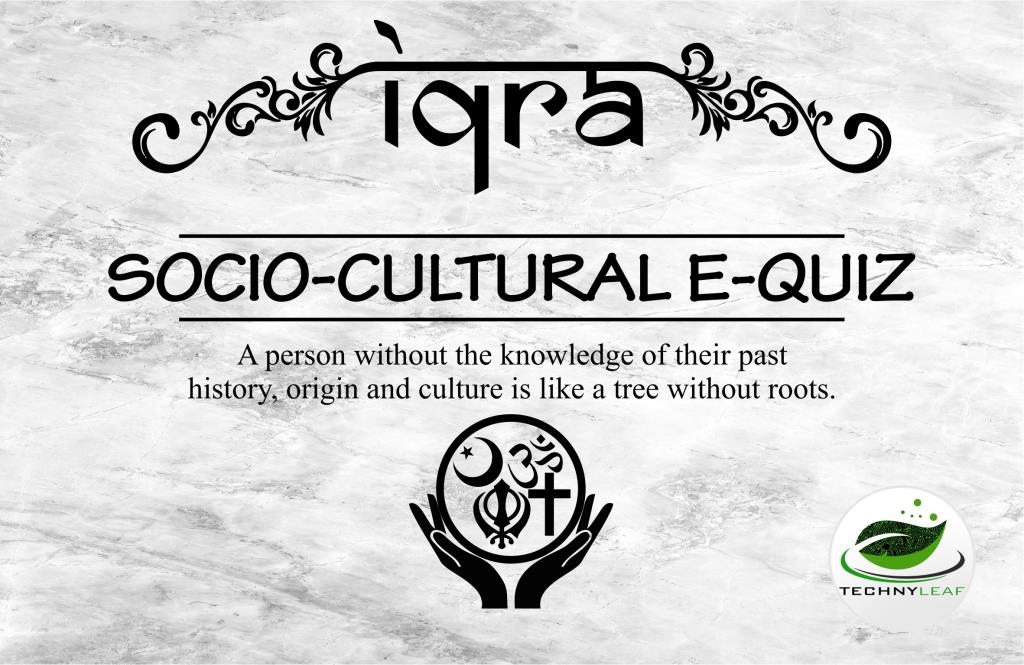 ìqra
SOCIO-CULTURAL E-QUIZ
A person without the knowledge of their past
history, origin and culture is like a tree without roots.
ॐ
TECHNYLEAF